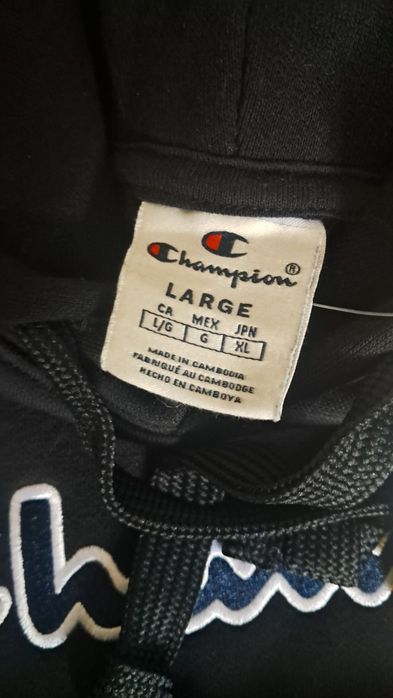 Champion®
LARGE
CA MEX JPN
L/G G XL
MADE IN CAMBODIA
FABRIQUÉ AU CAMBODGE
HECHO EN CAMBOYA